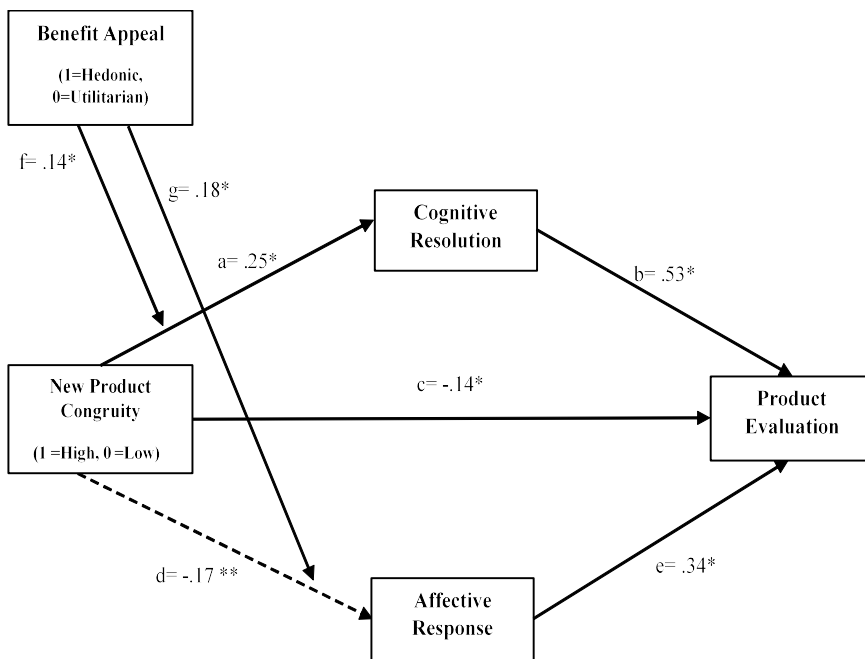 Benefit Appeal
(1=Hedonic,
0=Utilitarian)
f= .14*
g= .18*
Cognitive
Resolution
a= .25*
b= .53*
New Product
Congruity
(1 =High, 0 =Low)
c= -.14*
Product
Evaluation
d= -.17 **
e= .34*
Affective
Response